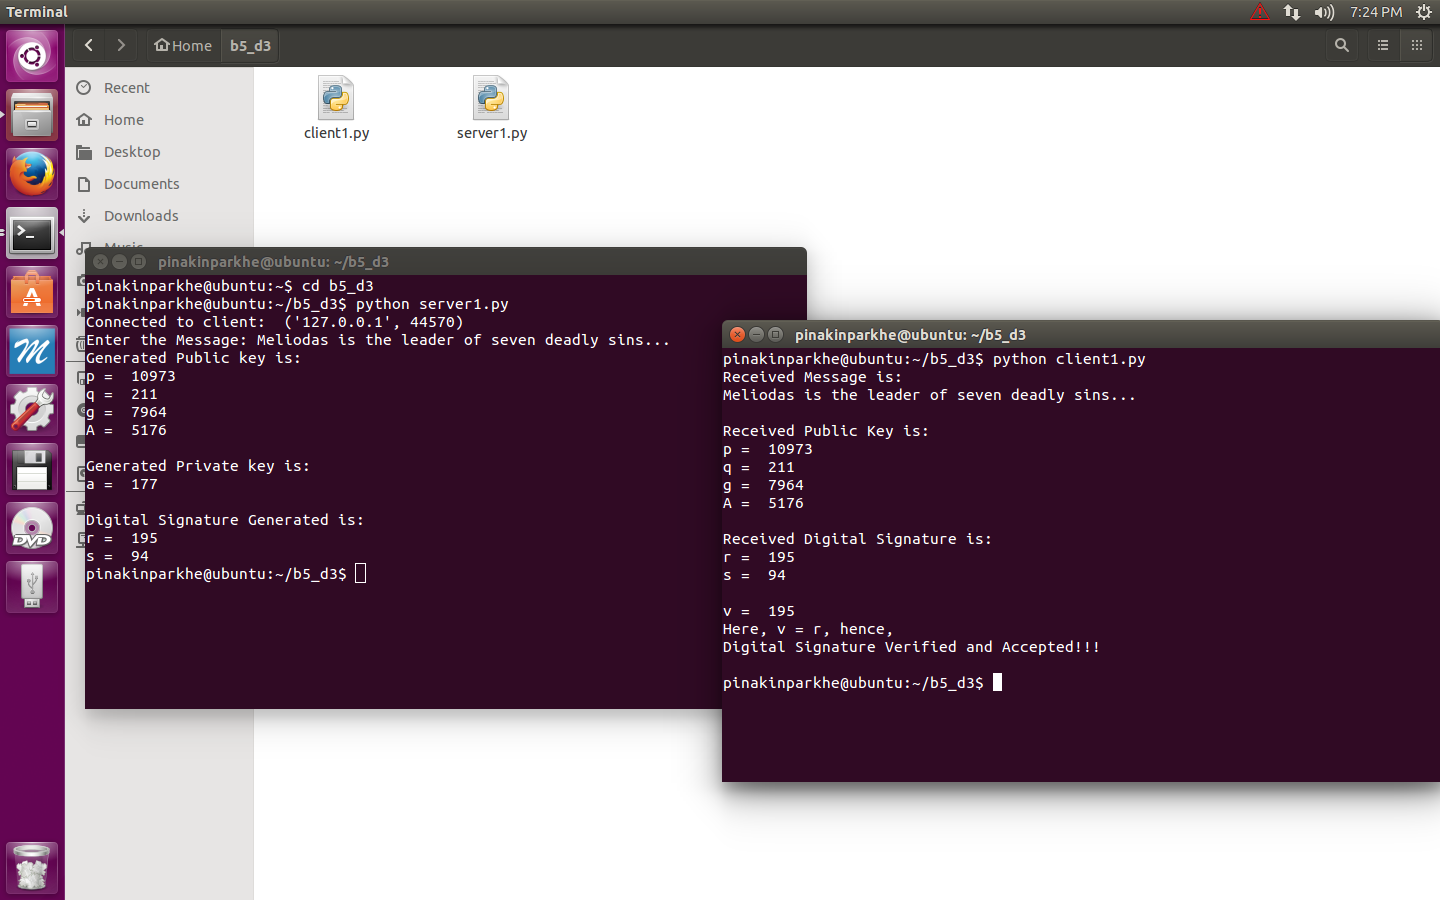 Terminal
7:24 PM
Home
b5_d3
Recent
Home
Desktop
Documents
Downloads
Music
client1.py
server1.py
pinakinparkhe@ubuntu: ~/b5_d3
pinakinparkhe@ubuntu:~$ cd b5_d3
pinakinparkhe@ubuntu:~/b5_d3$ python server1.py
Connected to client:  ('127.0.0.1', 44570)
Enter the Message: Meliodas is the leader of seven deadly sins...
Generated Public key is:
p =  10973
q =  211
g =  7964
A =  5176
Generated Private key is:
a =  177
Digital Signature Generated is:
r =  195
s =  94
pinakinparkhe@ubuntu:~/b5_d3$
pinakinparkhe@ubuntu: ~/b5_d3
pinakinparkhe@ubuntu:~/b5_d3$ python client1.py
Received Message is:
Meliodas is the leader of seven deadly sins...
Received Public Key is:
p =  10973
q =  211
g =  7964
A =  5176
Received Digital Signature is:
r =  195
s =  94
v =  195
Here, v = r, hence,
Digital Signature Verified and Accepted!!!
pinakinparkhe@ubuntu:~/b5_d3$
DVD